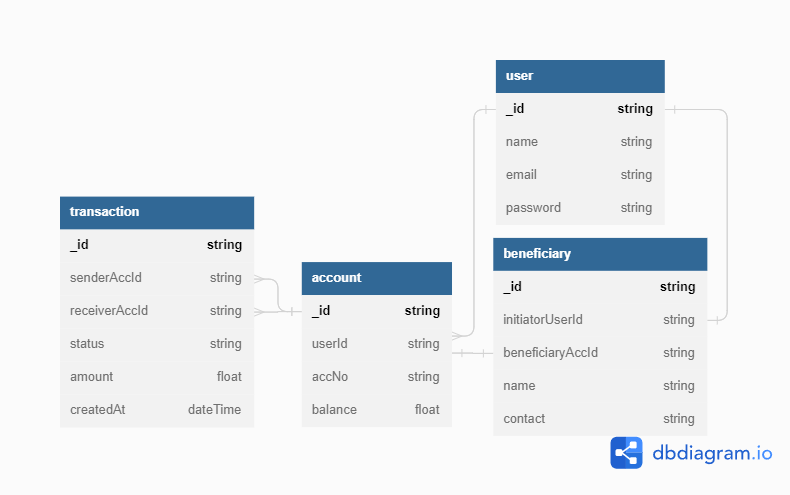 user
_id string
name string
email string
password string
transaction
_id string
senderAccId string
receiverAccId string
status string
amount float
createdAt dateTime
account
_id string
userId string
accNo string
balance float
beneficiary
_id string
initiatorUserId string
beneficiaryAccId string
name string
contact string
dbdiagram.io